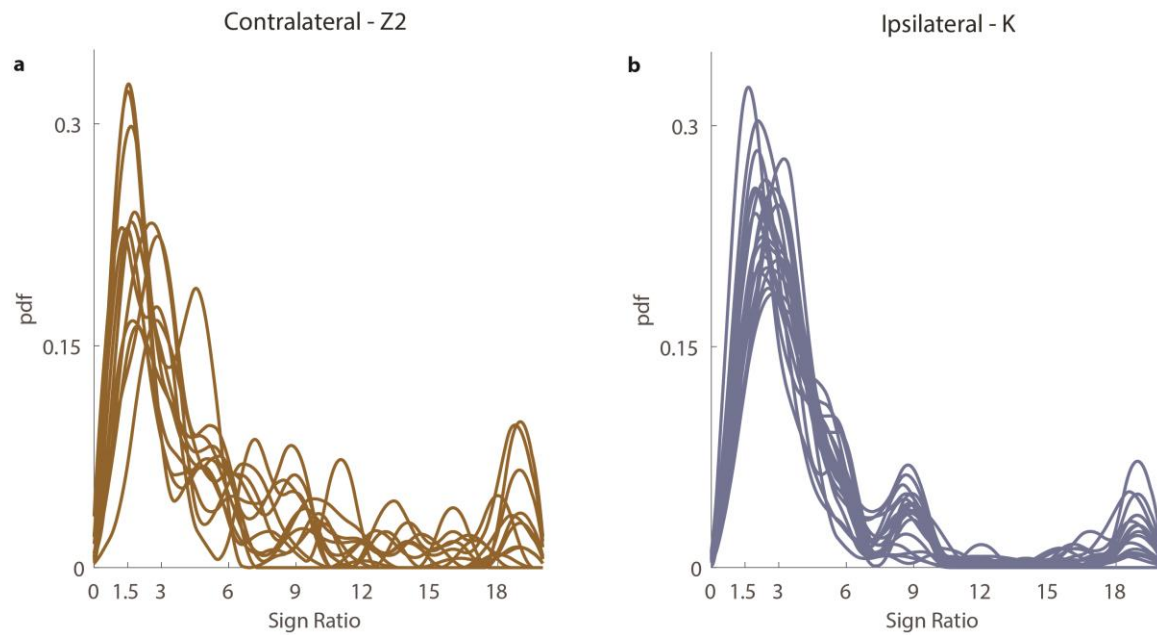 Contralateral - Z2
a
0.3
0.15
0
pdf
0 1.5 3 6 9 12 15 18
Sign Ratio
Ipsilateral - K
b
0.3
0.15
0
pdf
0 1.5 3 6 9 12 15 18
Sign Ratio